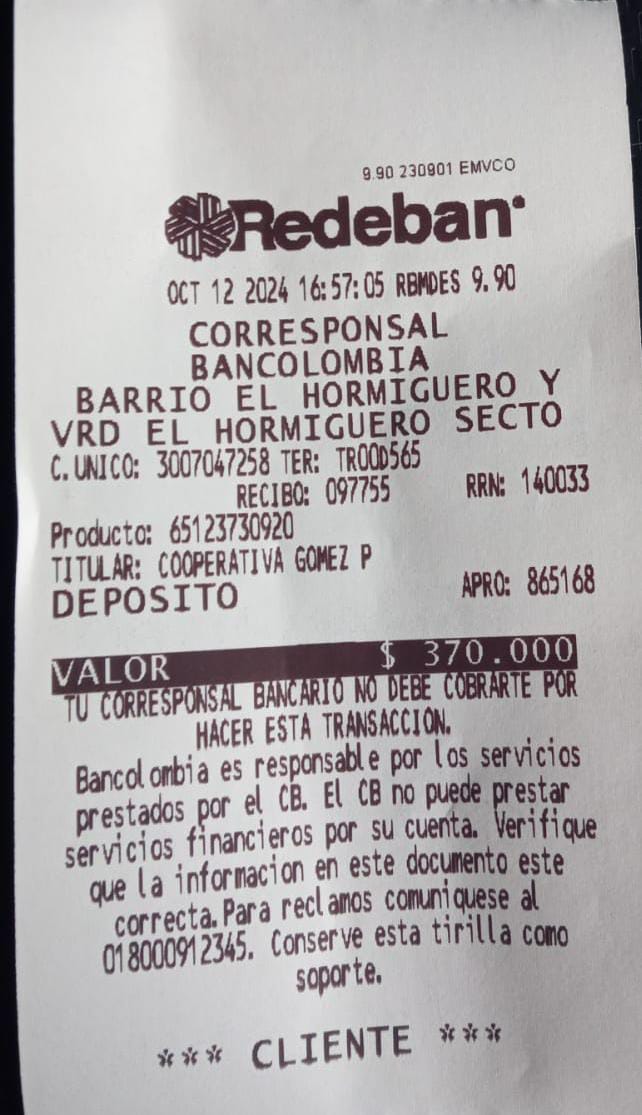 9.90 230901 EMVCO
Redeban
OCT 12 2024 16:57:05 RBMDES 9.90
CORRESPONSAL
BANCOLOMBIA
BARRIO EL HORMIGUERO Y
VRD EL HORMIGUERO SECTO
C.UNICO: 3007047258 TER: TR00D565
RECIBO: 097755 RRN: 140033
Producto: 65123730920
TITULAR: COOPERATIVA GOMEZ P
DEPOSITO APRO: 865168
VALOR $ 370.000
TU CORRESPONSAL BANCARIO NO DEBE COBRARTE POR
HACER ESTA TRANSACCION.
Bancolombia es responsable por los servicios
prestados por el CB. El CB no puede prestar
servicios financieros por su cuenta. Verifique
que la informacion en este documento este
correcta.Para reclamos comuniquese al
018000912345. Conserve esta tirilla como
soporte.
*** CLIENTE ***